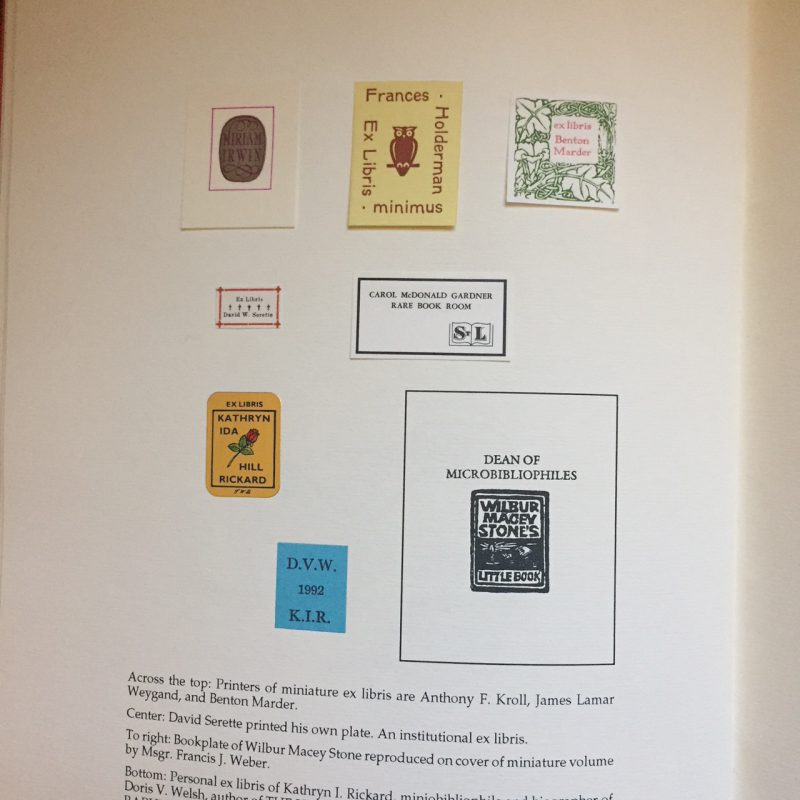 MIRIAM
IRWIN
Frances · Holderman
Ex Libris · minimus
ex libris
Benton
Marder
Ex Libris
David W. Serette
CAROL McDONALD GARDNER
RARE BOOK ROOM
S L
EX LIBRIS
KATHRYN
IDA
HILL
RICKARD
DEAN OF
MICROBIBLIOPHILES
WILBUR
MACEY
STONE'S
LITTLE BOOK
D.V.W.
1992
K.I.R.
Across the top: Printers of miniature ex libris are Anthony F. Kroll, James Lamar
Weygand, and Benton Marder.
Center: David Serette printed his own plate. An institutional ex libris.
To right: Bookplate of Wilbur Macey Stone reproduced on cover of miniature volume
by Msgr. Francis J. Weber.
Bottom: Personal ex libris of Kathryn I. Rickard, minibibliophile and biographer of
Doris V. Welsh, author of